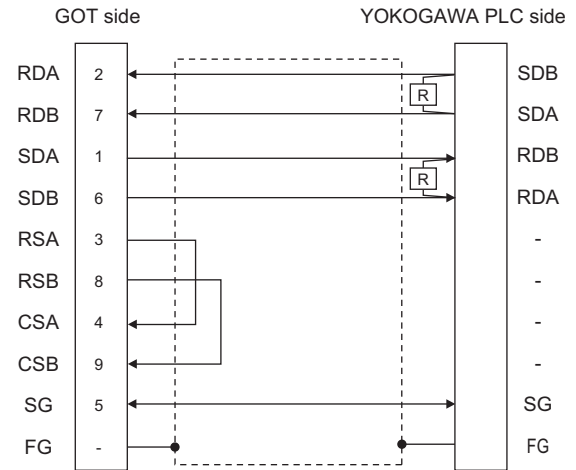 GOT side YOKOGAWA PLC side
RDA 2 SDB
R
RDB 7 SDA
SDA 1 RDB
R
SDB 6 RDA
RSA 3 -
RSB 8 -
CSA 4 -
CSB 9 -
SG 5 SG
FG - FG